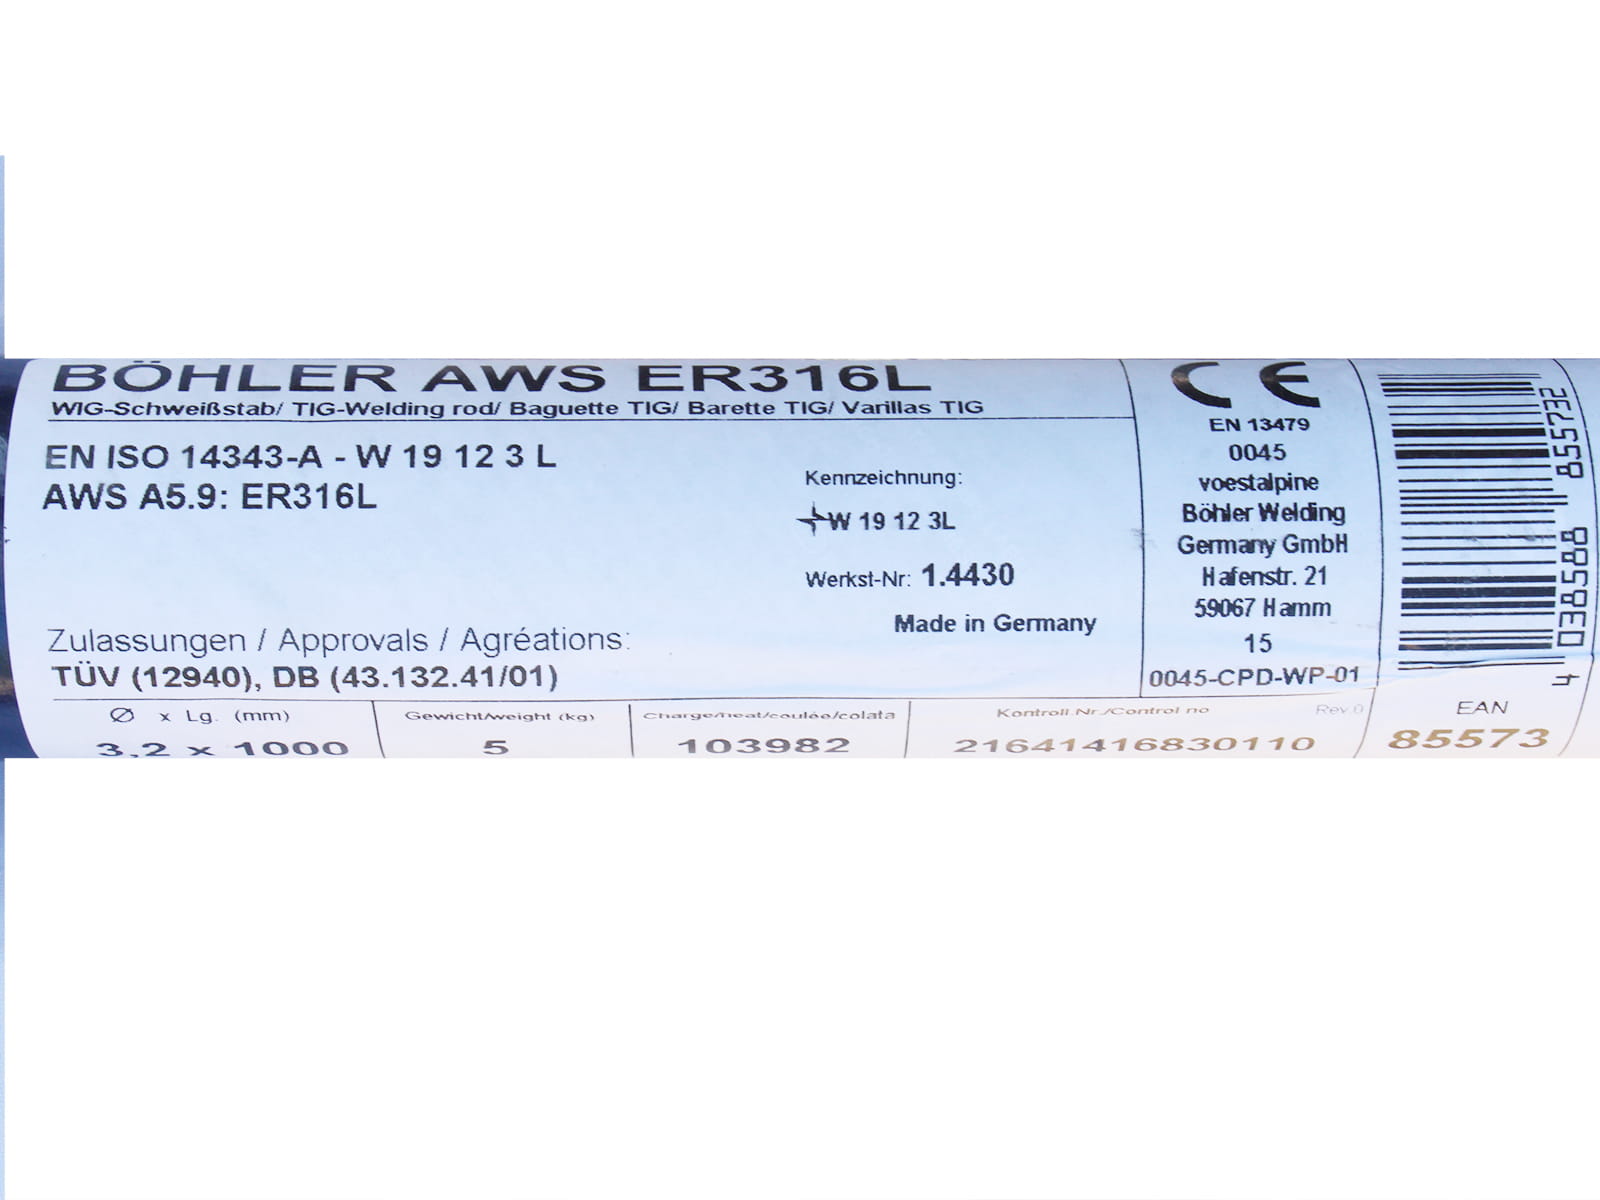 BÖHLER AWS ER316L
WIG-Schweißstab/ TIG-Welding rod/ Baguette TIG/ Barette TIG/ Varillas TIG
EN ISO 14343-A - W 19 12 3 L
AWS A5.9: ER316L
Kennzeichnung:
W 19 12 3L
Werkst-Nr: 1.4430
Made in Germany
Zulassungen / Approvals / Agréations:
TÜV (12940), DB (43.132.41/01)
CE
EN 13479
0045
voestalpine
Böhler Welding
Germany GmbH
Hafenstr. 21
59067 Hamm
15
0045-CPD-WP-01
4 038588 855732
Ø x Lg. (mm)
3,2 x 1000
Gewicht/weight (kg)
5
Charge/heat/coulée/colata
103982
Kontroll.Nr./Control no
Rev.0
21641416830110
EAN
85573